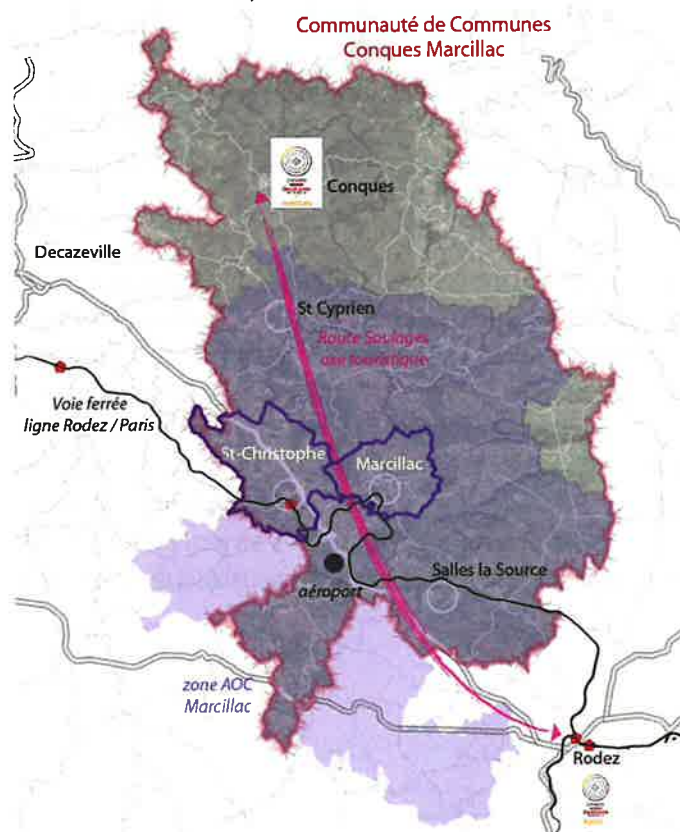 Communauté de Communes
Conques Marcillac
Conques
Decazeville
St Cyprien
Route Soulages
axe touristique
Voie ferrée
ligne Rodez / Paris
St-Christophe
Marcillac
Salles la Source
aéroport
zone AOC
Marcillac
Rodez